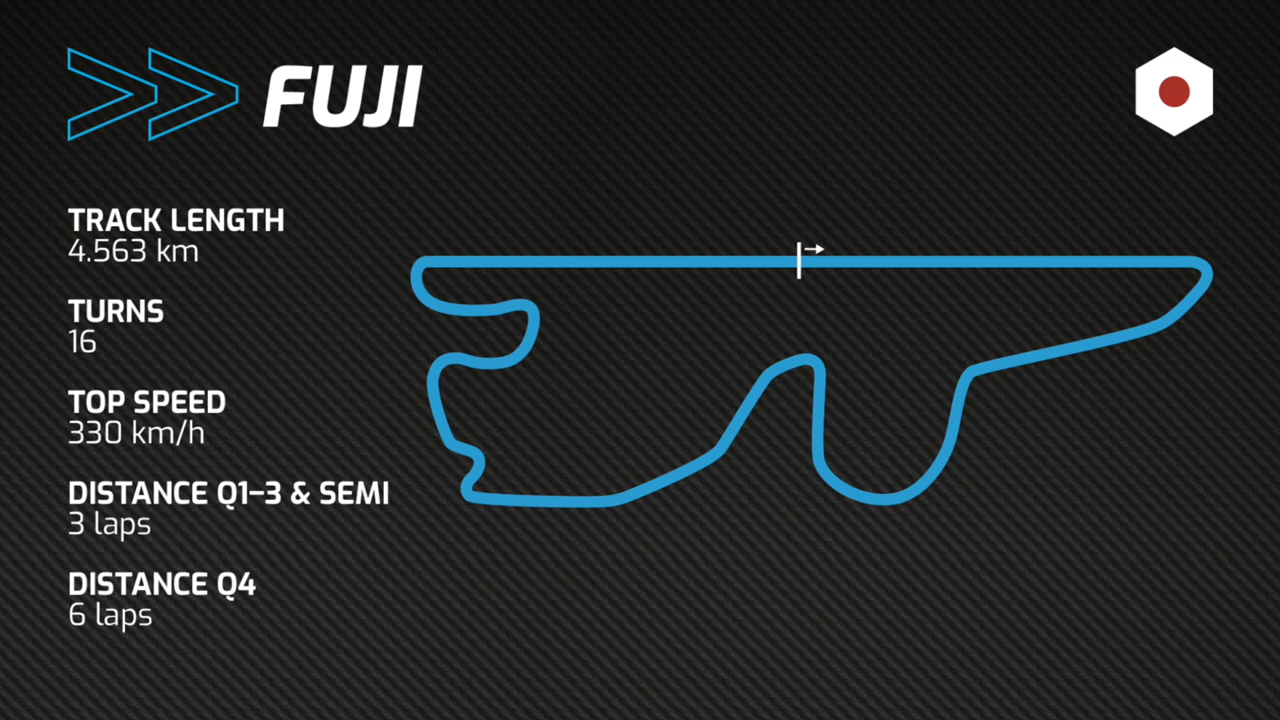 FUJI
TRACK LENGTH
4.563 km
TURNS
16
TOP SPEED
330 km/h
DISTANCE Q1–3 & SEMI
3 laps
DISTANCE Q4
6 laps